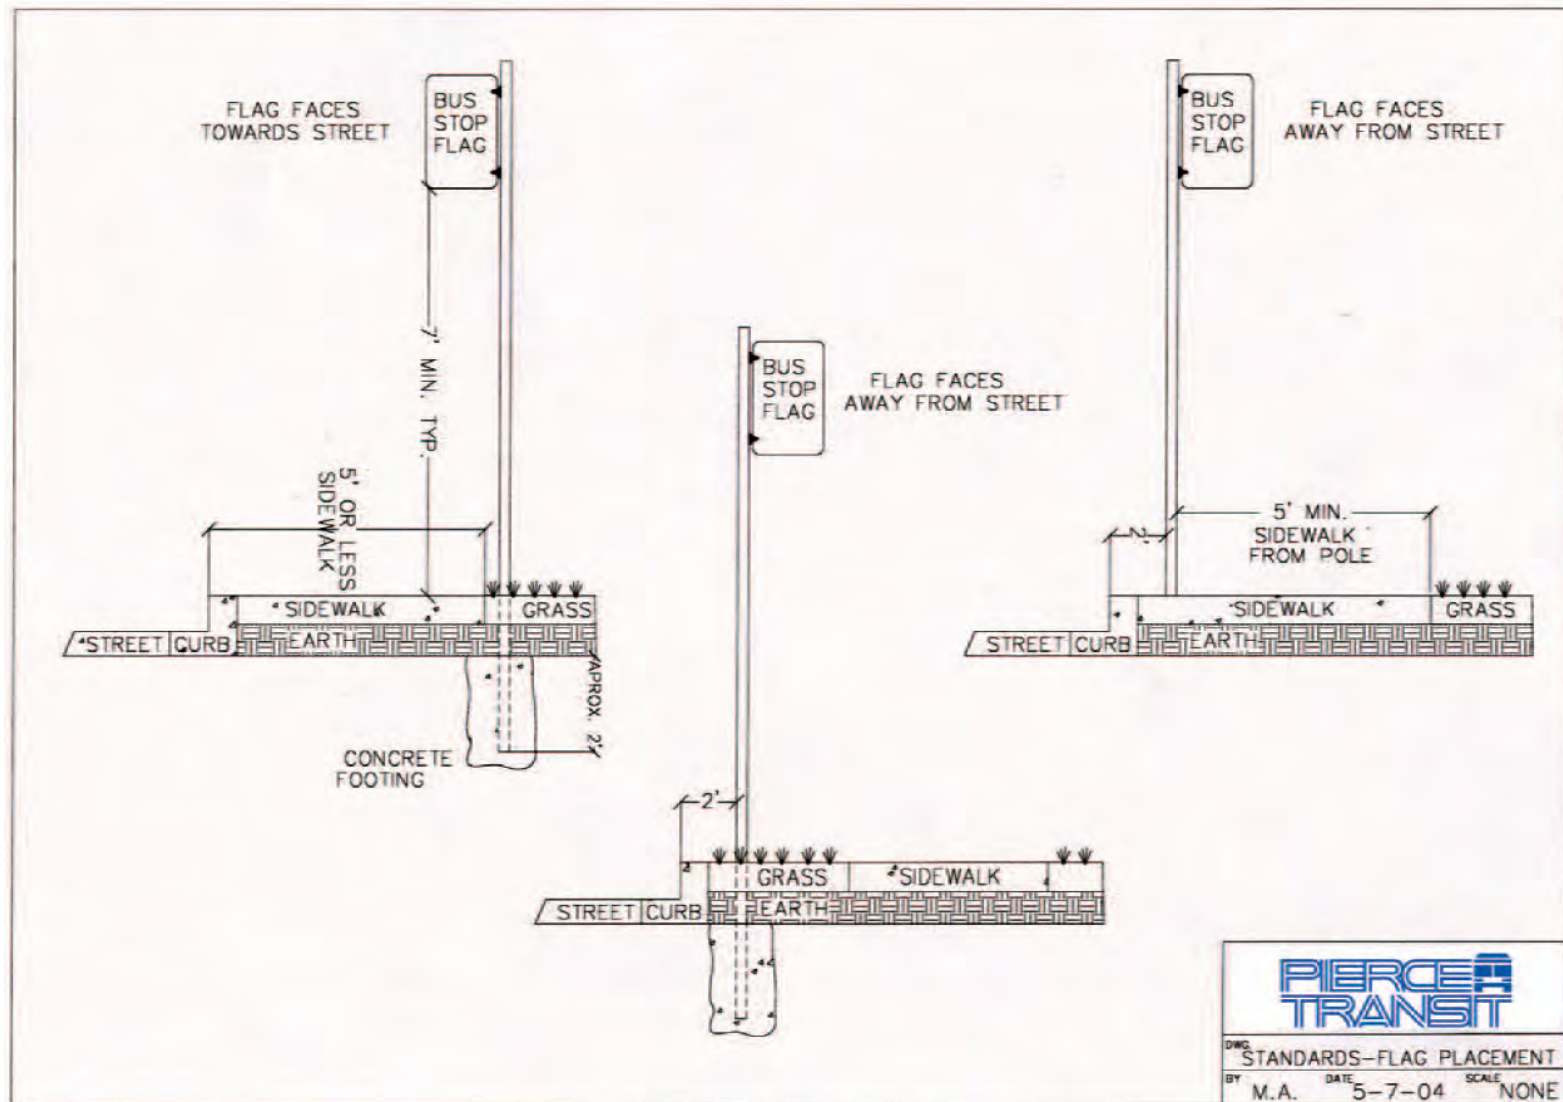 FLAG FACES
TOWARDS STREET
BUS
STOP
FLAG
7' MIN. TYP.
5' OR LESS
SIDEWALK
SIDEWALK
GRASS
STREET
CURB
EARTH
APROX. 2'
CONCRETE
FOOTING
BUS
STOP
FLAG
FLAG FACES
AWAY FROM STREET
2'
GRASS
SIDEWALK
STREET
CURB
EARTH
BUS
STOP
FLAG
FLAG FACES
AWAY FROM STREET
2'
5' MIN.
SIDEWALK
FROM POLE
SIDEWALK
GRASS
STREET
CURB
EARTH
PIERCE
TRANSIT
DWG. STANDARDS-FLAG PLACEMENT
BY M.A. DATE 5-7-04 SCALE NONE